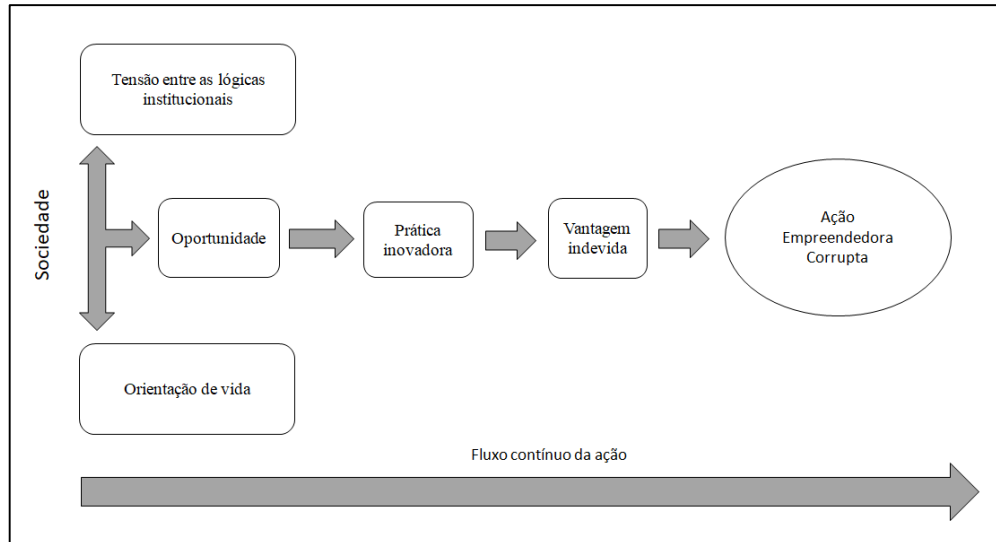 Tensão entre as lógicas
institucionais
Sociedade
Oportunidade
Prática
inovadora
Vantagem
indevida
Ação
Empreendedora
Corrupta
Orientação de vida
Fluxo contínuo da ação